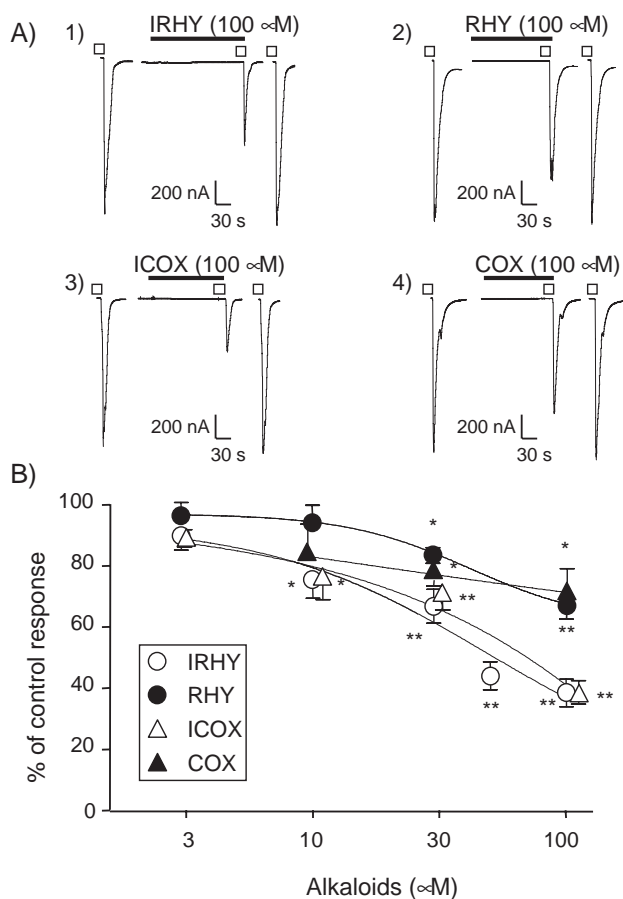 A)
1)
IRHY (100 ∝M)
200 nA
30 s
2)
RHY (100 ∝M)
200 nA
30 s
3)
ICOX (100 ∝M)
200 nA
30 s
4)
COX (100 ∝M)
200 nA
30 s
B)
% of control response
100
80
60
40
20
0
* * * * * ** ** ** ** ** **
IRHY
RHY
ICOX
COX
3 10 30 100
Alkaloids (∝M)